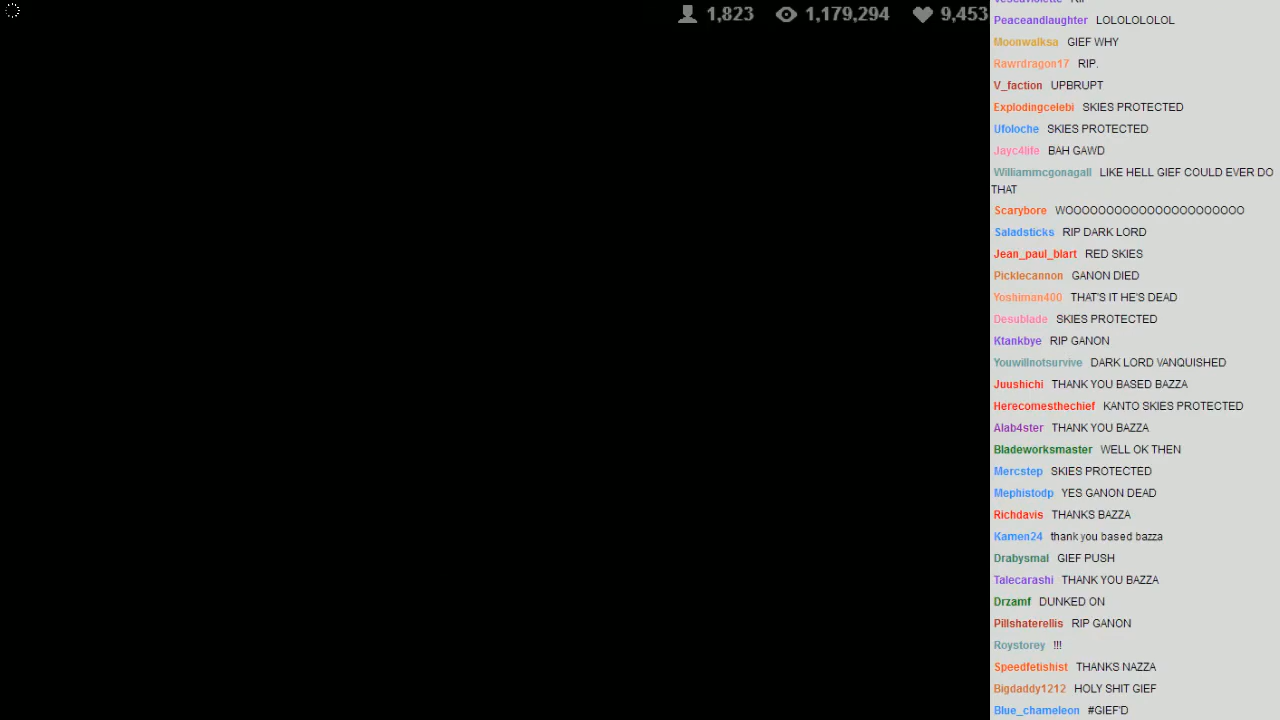 1,823 1,179,294 9,453
Peaceandlaughter LOLOLOLOLOL
Moonwalksa GIEF WHY
Rawrdragon17 RIP.
V_faction UPBRUPT
Explodingcelebi SKIES PROTECTED
Ufoloche SKIES PROTECTED
Jayc4life BAH GAWD
Williammcgonagall LIKE HELL GIEF COULD EVER DO
THAT
Scarybore WOOOOOOOOOOOOOOOOOOOOOO
Saladsticks RIP DARK LORD
Jean_paul_blart RED SKIES
Picklecannon GANON DIED
Yoshiman400 THAT'S IT HE'S DEAD
Desublade SKIES PROTECTED
Ktankbye RIP GANON
Youwillnotsurvive DARK LORD VANQUISHED
Juushichi THANK YOU BASED BAZZA
Herecomesthechief KANTO SKIES PROTECTED
Alab4ster THANK YOU BAZZA
Bladeworksmaster WELL OK THEN
Mercstep SKIES PROTECTED
Mephistodp YES GANON DEAD
Richdavis THANKS BAZZA
Kamen24 thank you based bazza
Drabysmal GIEF PUSH
Talecarashi THANK YOU BAZZA
Drzamf DUNKED ON
Pillshaterellis RIP GANON
Roystorey !!!
Speedfetishist THANKS NAZZA
Bigdaddy1212 HOLY SHIT GIEF
Blue_chameleon #GIEF'D